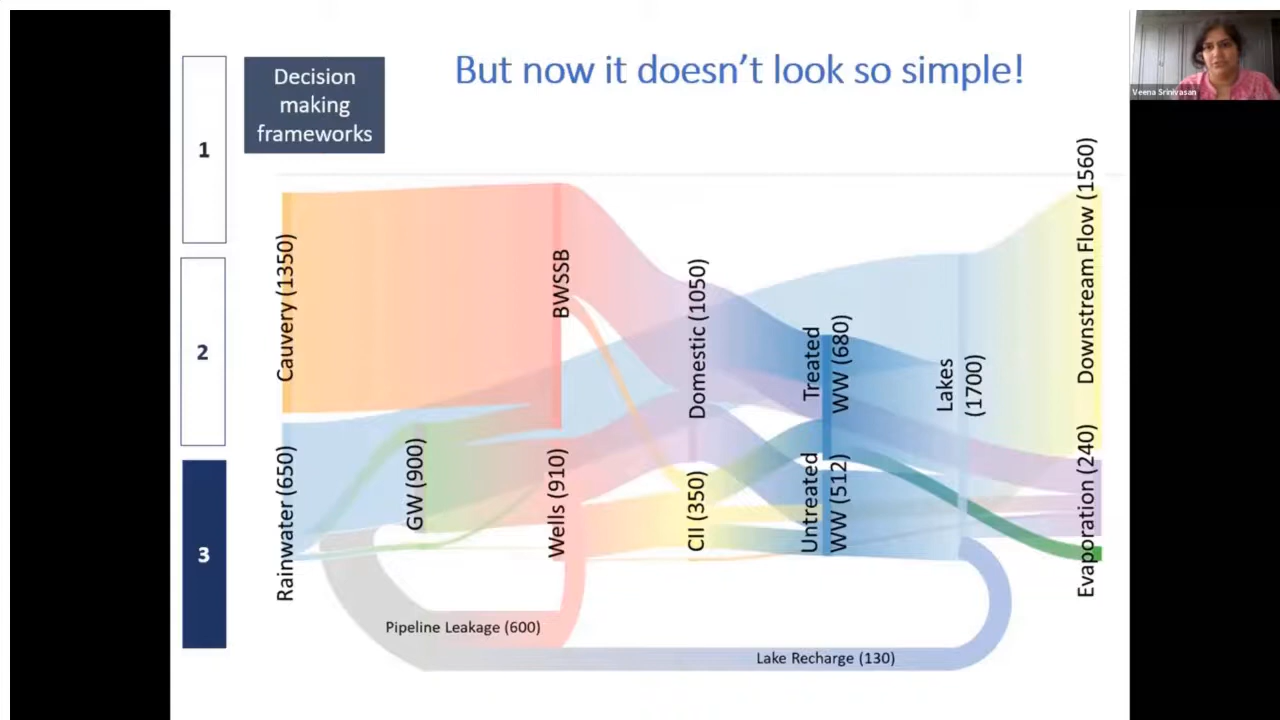 But now it doesn't look so simple!
Decision
making
frameworks
1
2
3
Veena Srinivasan
Cauvery (1350)
Rainwater (650)
GW (900)
BWSSB
Wells (910)
Domestic (1050)
CII (350)
Treated
WW (680)
Untreated
WW (512)
Lakes
(1700)
Downstream Flow (1560)
Evaporation (240)
Pipeline Leakage (600)
Lake Recharge (130)